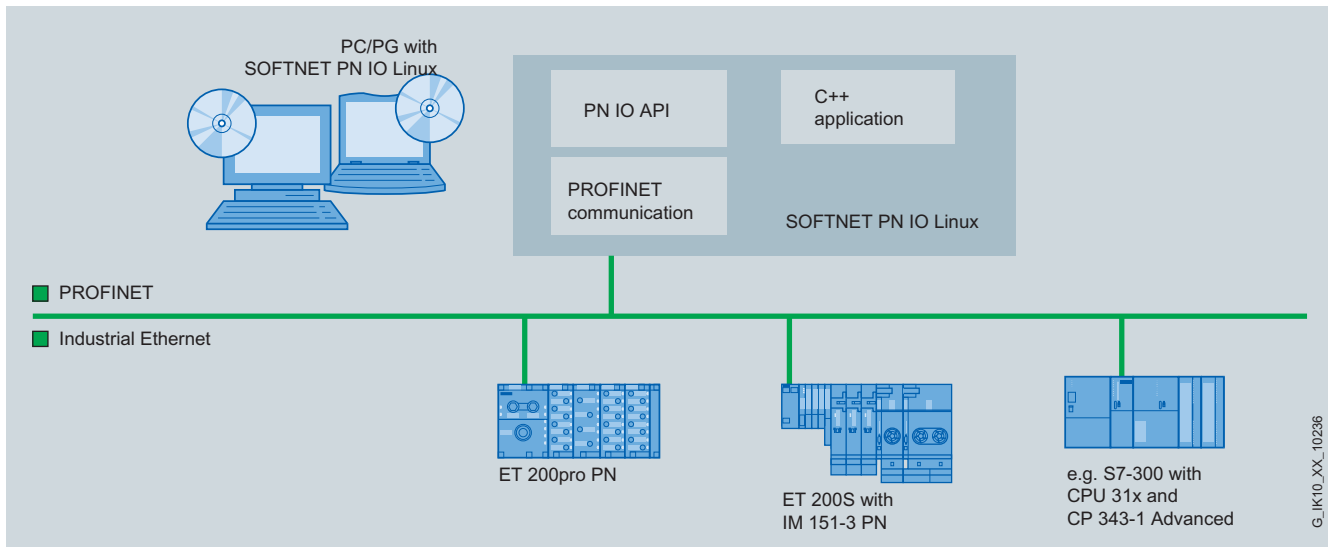 PC/PG with
SOFTNET PN IO Linux
PN IO API
C++
application
PROFINET
communication
SOFTNET PN IO Linux
PROFINET
Industrial Ethernet
ET 200pro PN
ET 200S with
IM 151-3 PN
e.g. S7-300 with
CPU 31x and
CP 343-1 Advanced
G_IK10_XX_10236